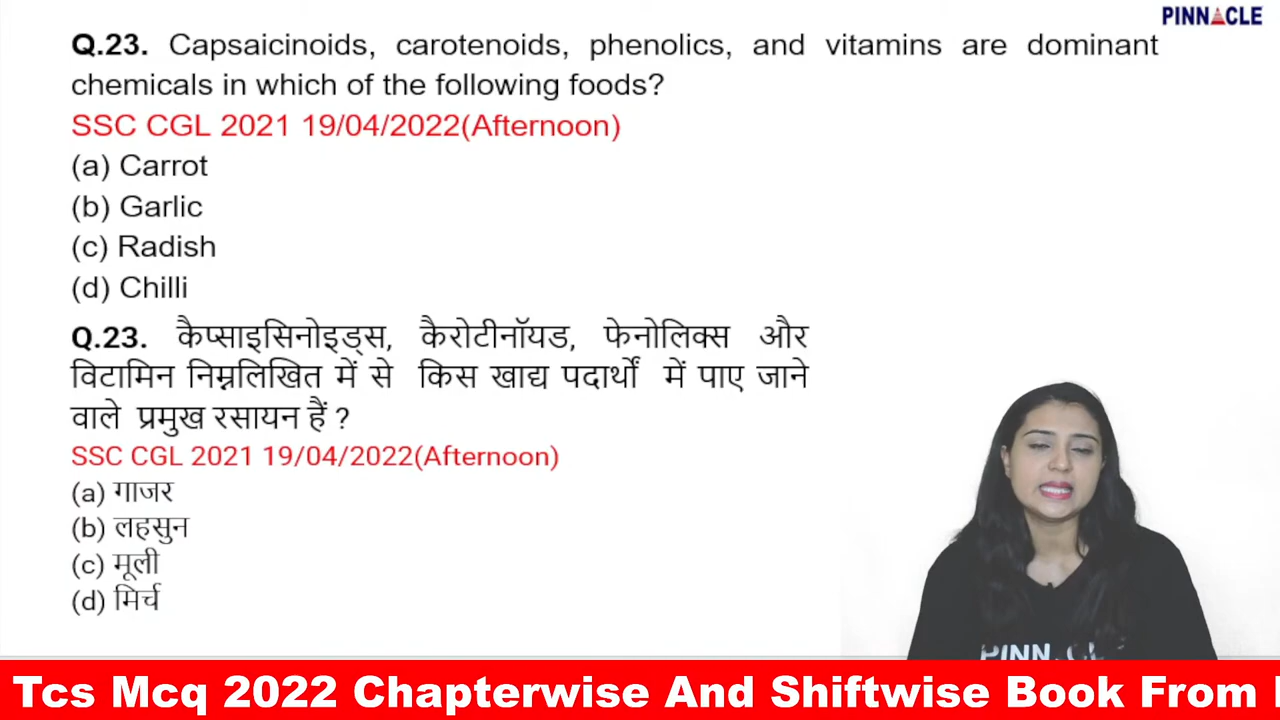 PINNACLE
Q.23. Capsaicinoids, carotenoids, phenolics, and vitamins are dominant
chemicals in which of the following foods?
SSC CGL 2021 19/04/2022(Afternoon)
(a) Carrot
(b) Garlic
(c) Radish
(d) Chilli
Q.23. कैप्साइसिनोइड्स, कैरोटीनॉयड, फेनोलिक्स और
विटामिन निम्नलिखित में से किस खाद्य पदार्थों में पाए जाने
वाले प्रमुख रसायन हैं ?
SSC CGL 2021 19/04/2022(Afternoon)
(a) गाजर
(b) लहसुन
(c) मूली
(d) मिर्च
PINN CL
Tcs Mcq 2022 Chapterwise And Shiftwise Book From